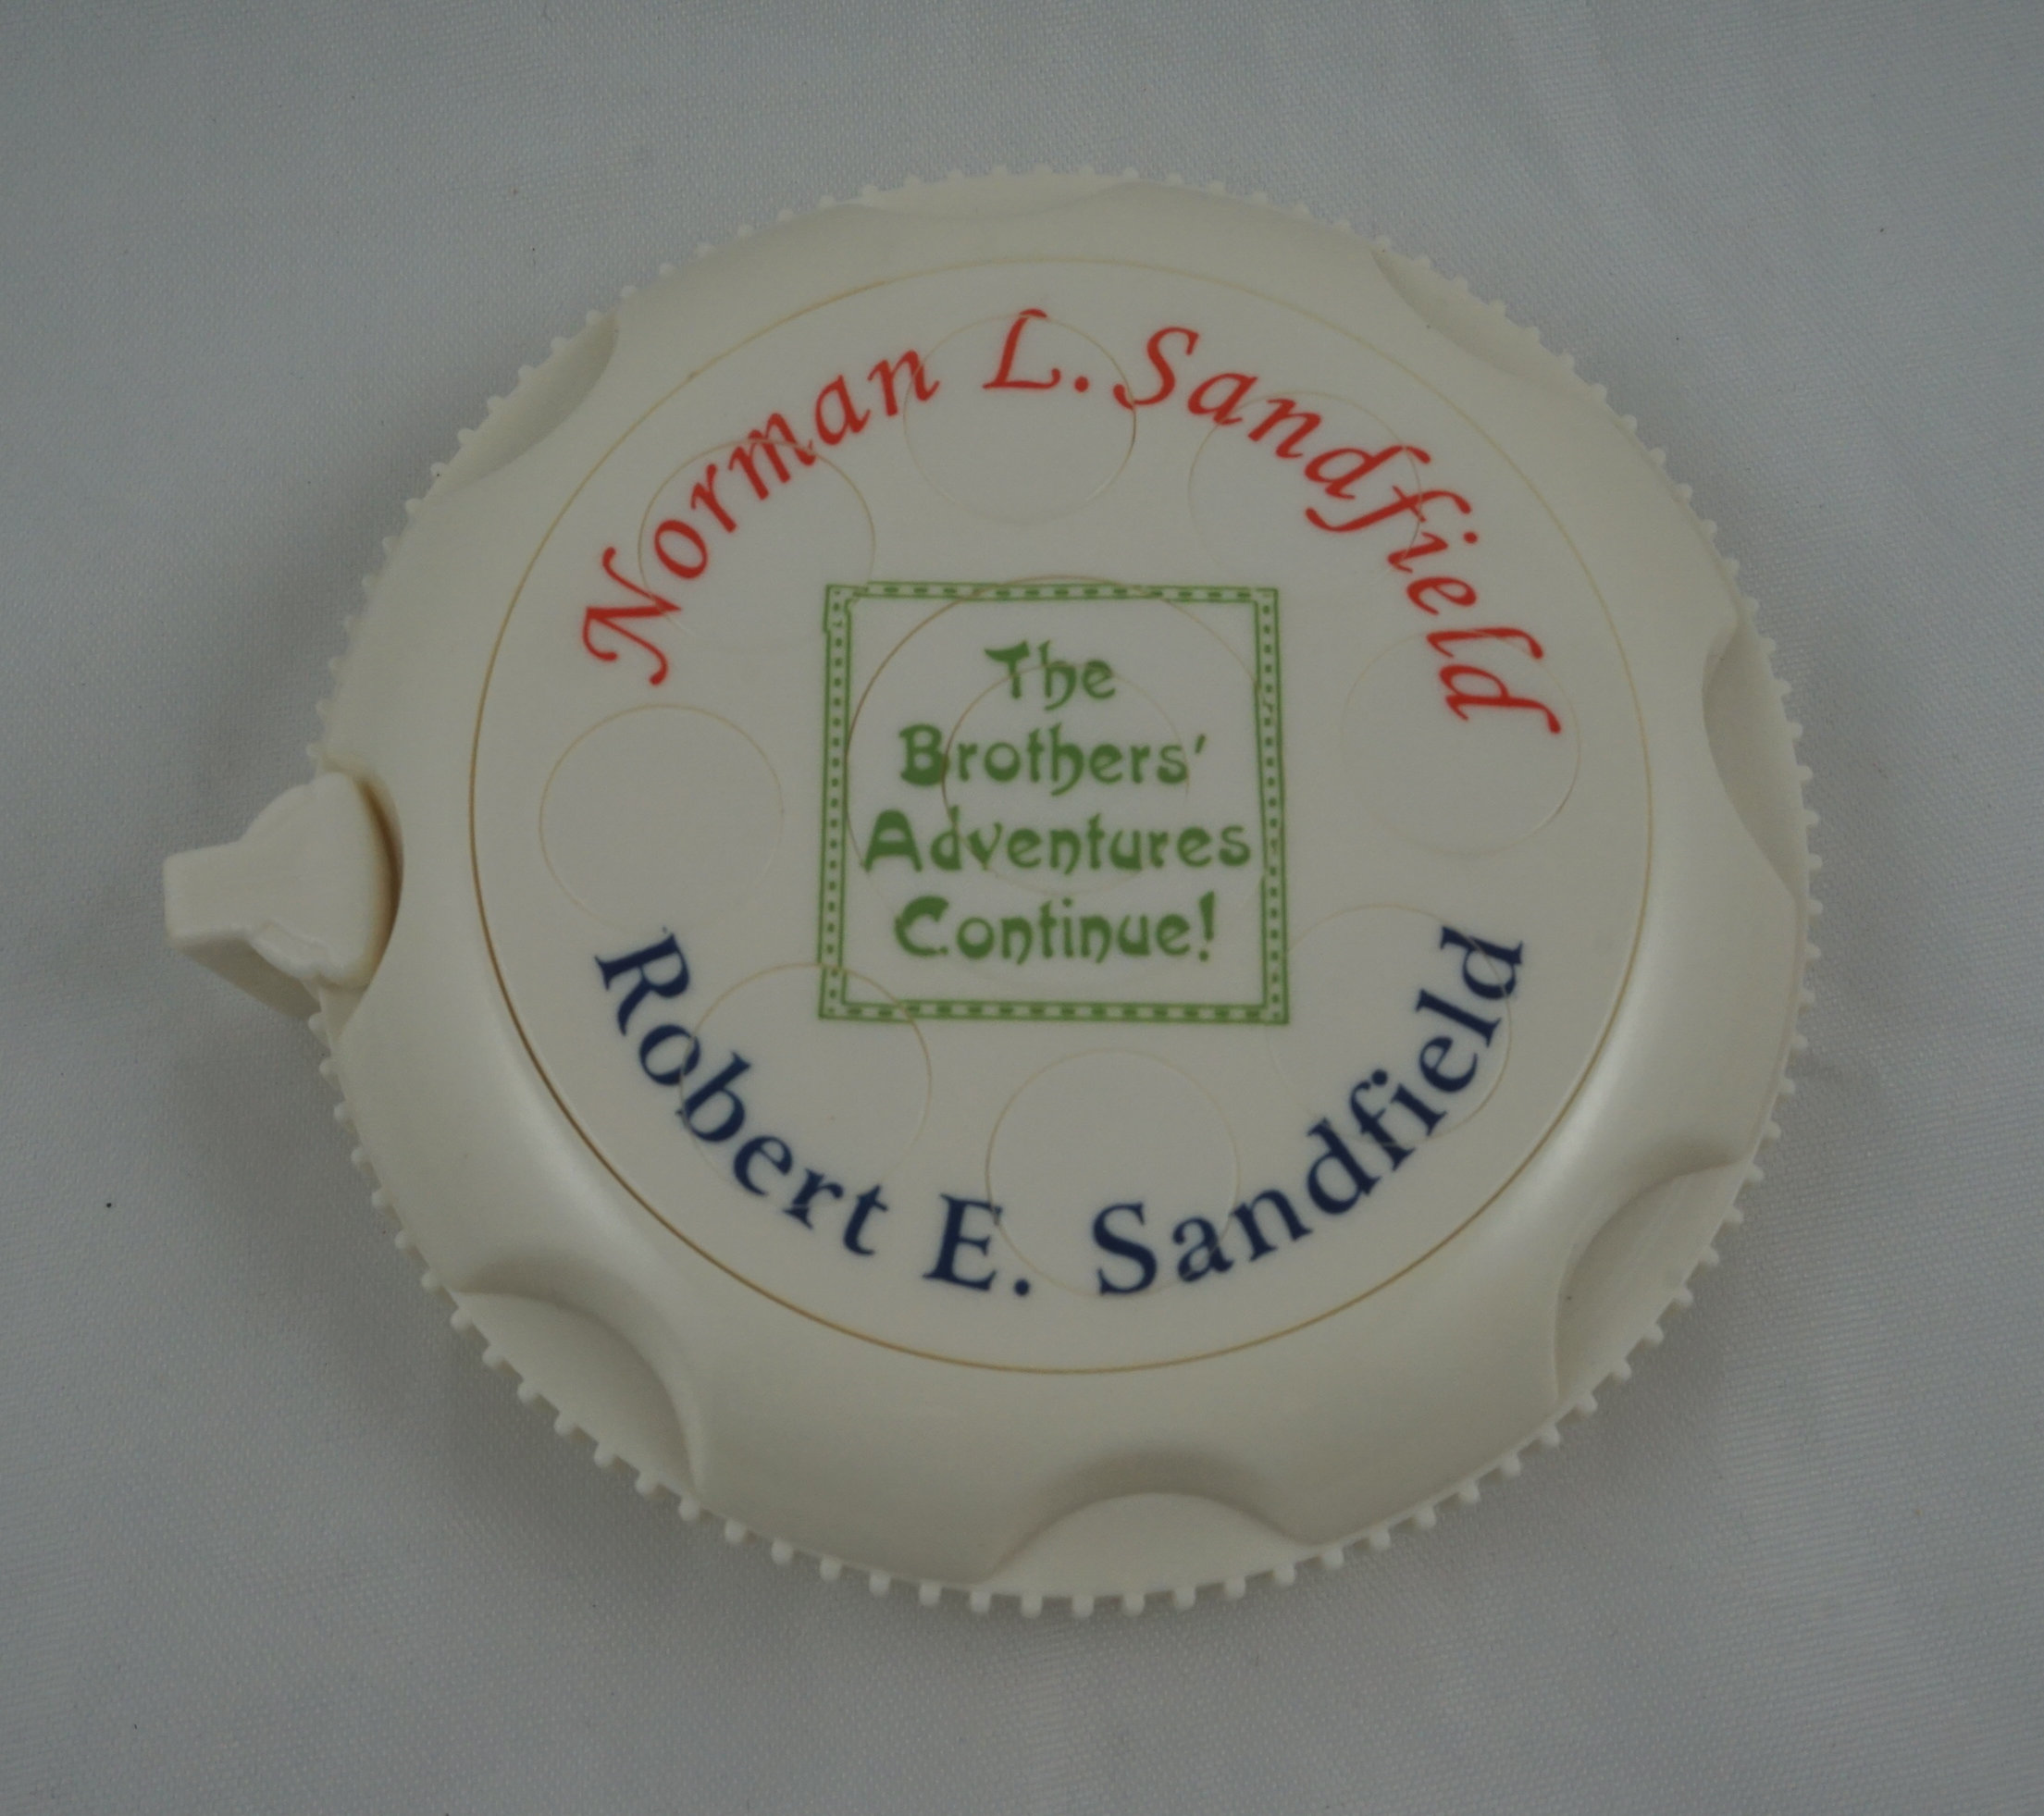 Norman L. Sandfield
The
Brothers'
Adventures
Continue!
Robert E. Sandfield